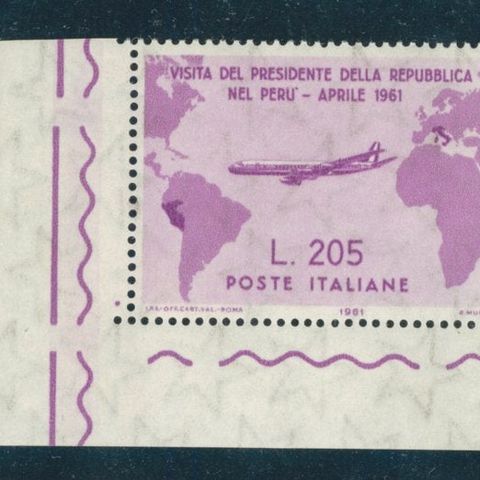 VISITA DEL PRESIDENTE DELLA REPUBBLICA
NEL PERU' - APRILE 1961
L. 205
POSTE ITALIANE
1961